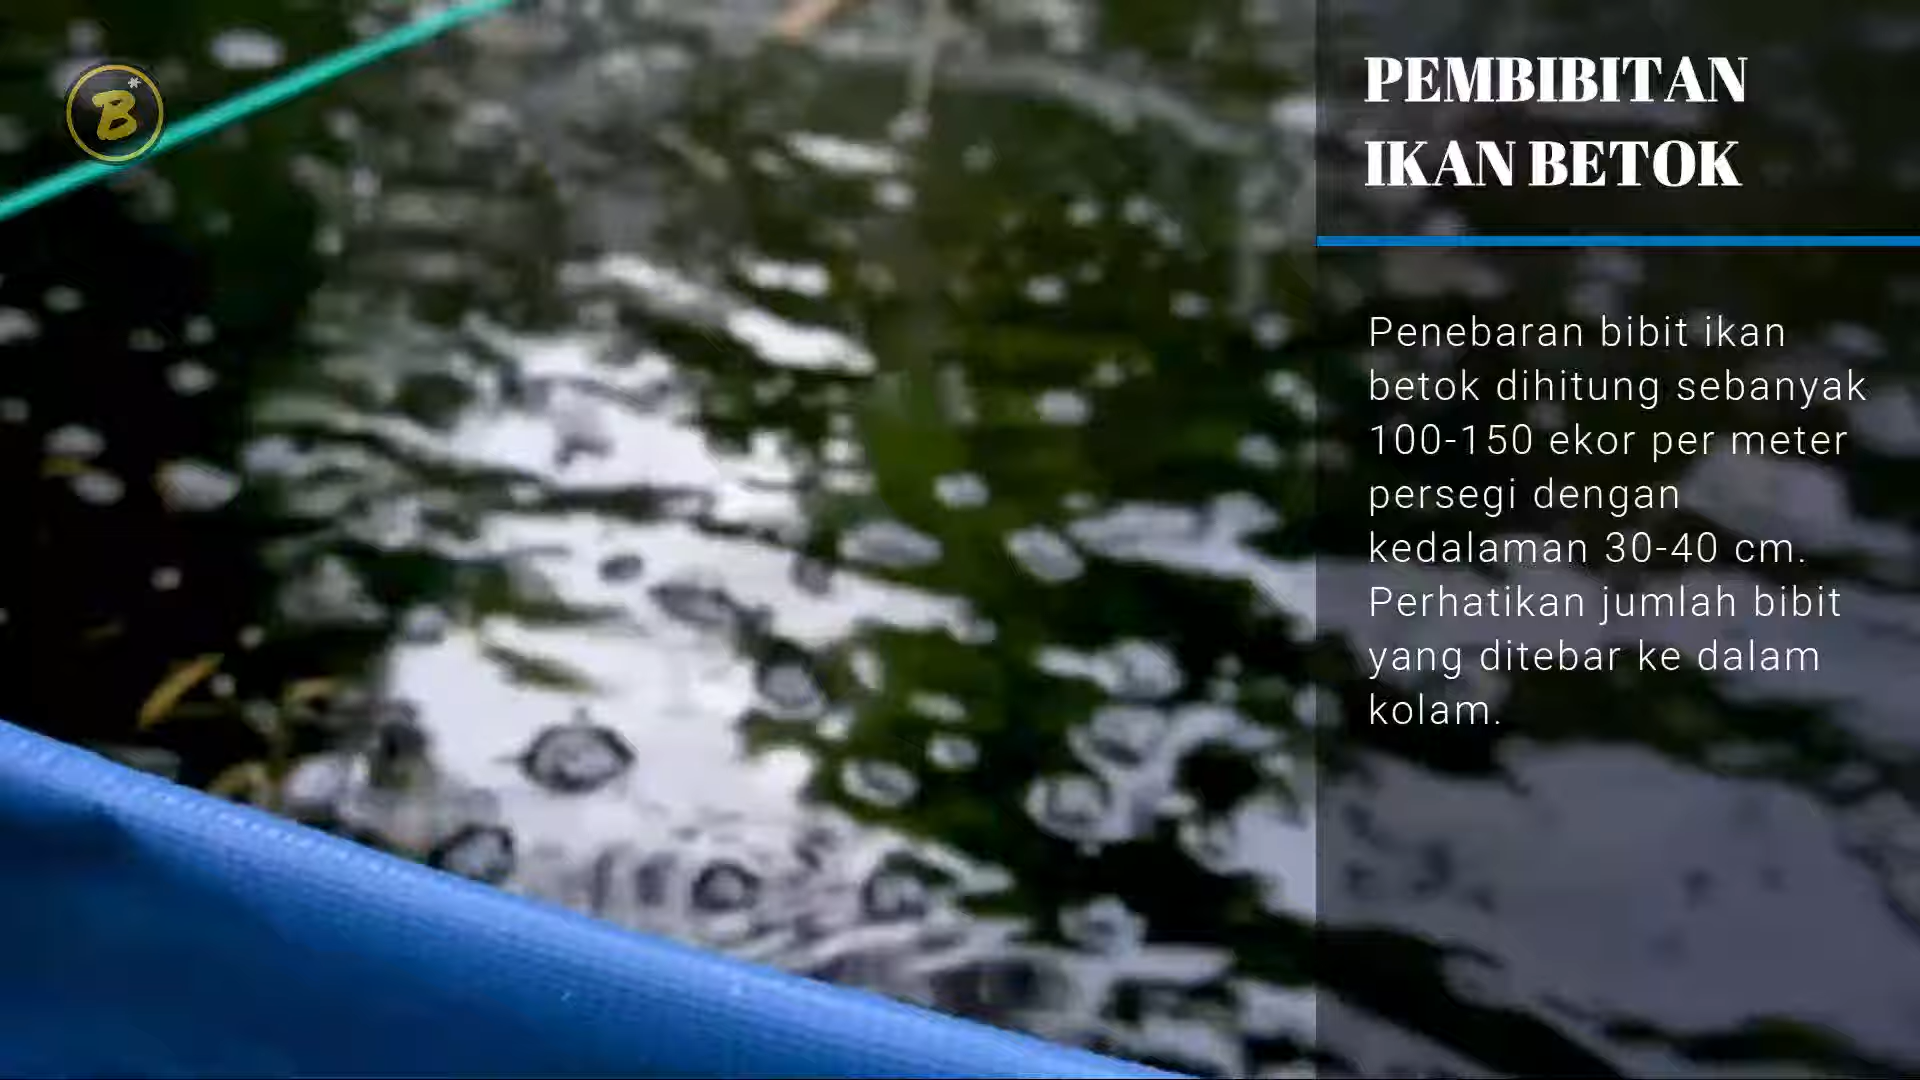 B
PEMBIBITAN
IKAN BETOK
Penebaran bibit ikan
betok dihitung sebanyak
100-150 ekor per meter
persegi dengan
kedalaman 30-40 cm.
Perhatikan jumlah bibit
yang ditebar ke dalam
kolam.